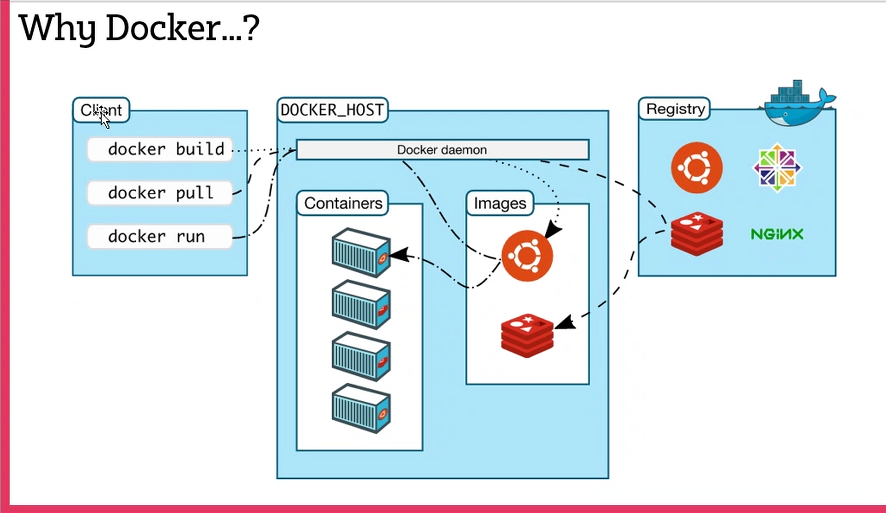 Why Docker...?
Client
docker build
docker pull
docker run
DOCKER_HOST
Docker daemon
Containers
Images
Registry
NGINX